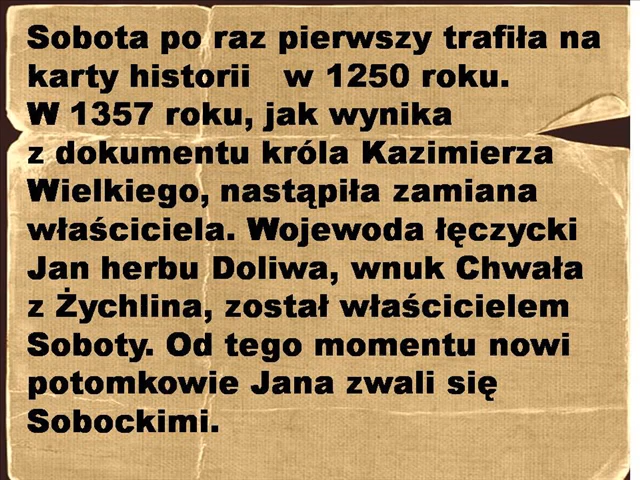 Sobota po raz pierwszy trafiła na
karty historii   w 1250 roku.
W 1357 roku, jak wynika
z dokumentu króla Kazimierza
Wielkiego, nastąpiła zamiana
właściciela. Wojewoda łęczycki
Jan herbu Doliwa, wnuk Chwała
z Żychlina, został właścicielem
Soboty. Od tego momentu nowi
potomkowie Jana zwali się
Sobockimi.